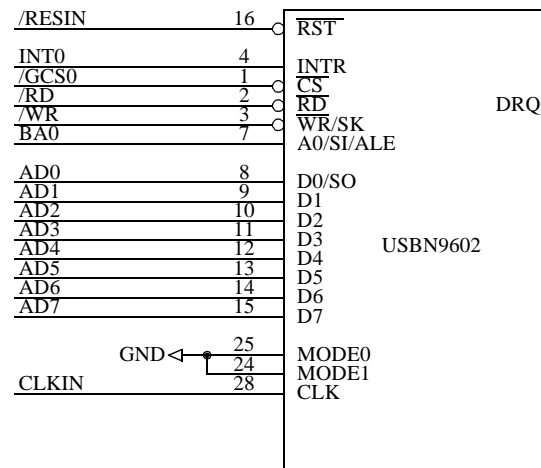 /RESIN 16 RST
INT0 4 INTR
/GCS0 1 CS
/RD 2 RD DRQ
/WR 3 WR/SK
BA0 7 A0/SI/ALE
AD0 8 D0/SO
AD1 9 D1
AD2 10 D2
AD3 11 D3 USBN9602
AD4 12 D4
AD5 13 D5
AD6 14 D6
AD7 15 D7
GND 25 MODE0
24 MODE1
CLKIN 28 CLK